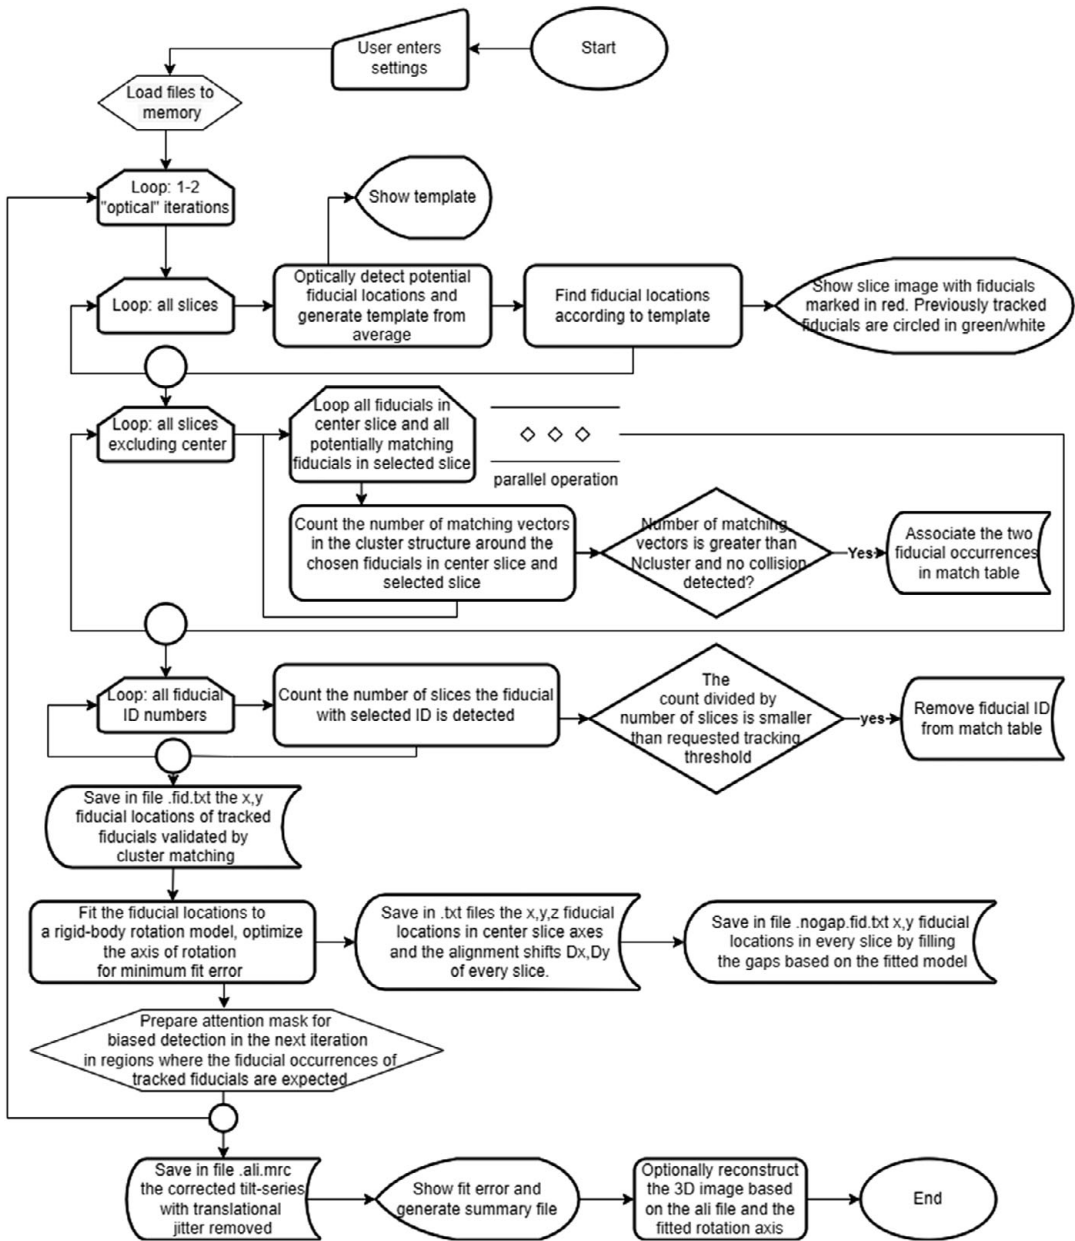 Start
User enters
settings
Load files to
memory
Loop: 1-2
"optical" iterations
Show template
Loop: all slices
Optically detect potential
fiducial locations and
generate template from
average
Find fiducial locations
according to template
Show slice image with fiducials
marked in red. Previously tracked
fiducials are circled in green/white
Loop: all slices
excluding center
Loop all fiducials in
center slice and all
potentially matching
fiducials in selected slice
parallel operation
Count the number of matching vectors
in the cluster structure around the
chosen fiducials in center slice and
selected slice
Number of matching
vectors is greater than
Ncluster and no collision
detected?
Yes
Associate the two
fiducial occurrences
in match table
Loop: all fiducial
ID numbers
Count the number of slices the fiducial
with selected ID is detected
The
count divided by
number of slices is smaller
than requested tracking
threshold
yes
Remove fiducial ID
from match table
Save in file .fid.txt the x,y
fiducial locations of tracked
fiducials validated by
cluster matching
Fit the fiducial locations to
a rigid-body rotation model, optimize
the axis of rotation
for minimum fit error
Save in .txt files the x,y,z fiducial
locations in center slice axes
and the alignment shifts Dx,Dy
of every slice.
Save in file .nogap.fid.txt x,y fiducial
locations in every slice by filling
the gaps based on the fitted model
Prepare attention mask for
biased detection in the next iteration
in regions where the fiducial occurrences of
tracked fiducials are expected
Save in file .ali.mrc
the corrected tilt-series
with translational
jitter removed
Show fit error and
generate summary file
Optionally reconstruct
the 3D image based
on the ali file and the
fitted rotation axis
End